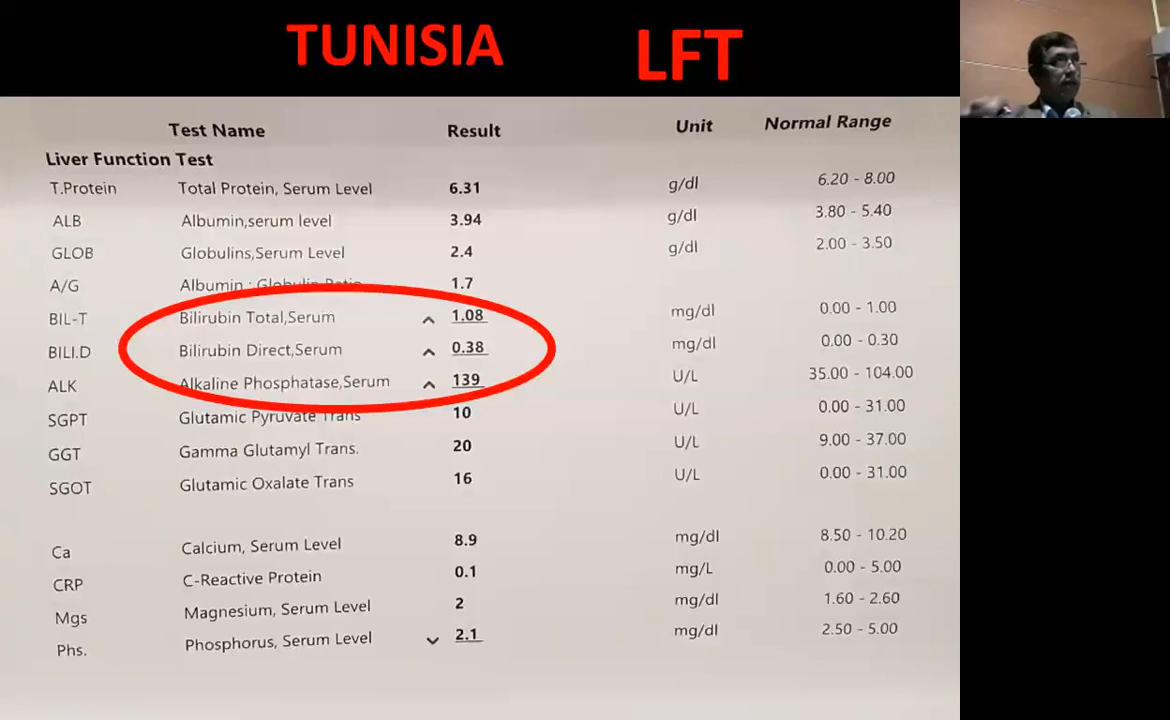 TUNISIA LFT
Test Name Result Unit Normal Range
Liver Function Test
T.Protein Total Protein, Serum Level 6.31 g/dl 6.20 - 8.00
ALB Albumin,serum level 3.94 g/dl 3.80 - 5.40
GLOB Globulins,Serum Level 2.4 g/dl 2.00 - 3.50
A/G Albumin : Globulin Ratio 1.7
BIL-T Bilirubin Total,Serum ^ 1.08 mg/dl 0.00 - 1.00
BILI.D Bilirubin Direct,Serum ^ 0.38 mg/dl 0.00 - 0.30
ALK Alkaline Phosphatase,Serum ^ 139 U/L 35.00 - 104.00
SGPT Glutamic Pyruvate Trans 10 U/L 0.00 - 31.00
GGT Gamma Glutamyl Trans. 20 U/L 9.00 - 37.00
SGOT Glutamic Oxalate Trans 16 U/L 0.00 - 31.00
Ca Calcium, Serum Level 8.9 mg/dl 8.50 - 10.20
CRP C-Reactive Protein 0.1 mg/L 0.00 - 5.00
Mgs Magnesium, Serum Level 2 mg/dl 1.60 - 2.60
Phs. Phosphorus, Serum Level ⌄ 2.1 mg/dl 2.50 - 5.00